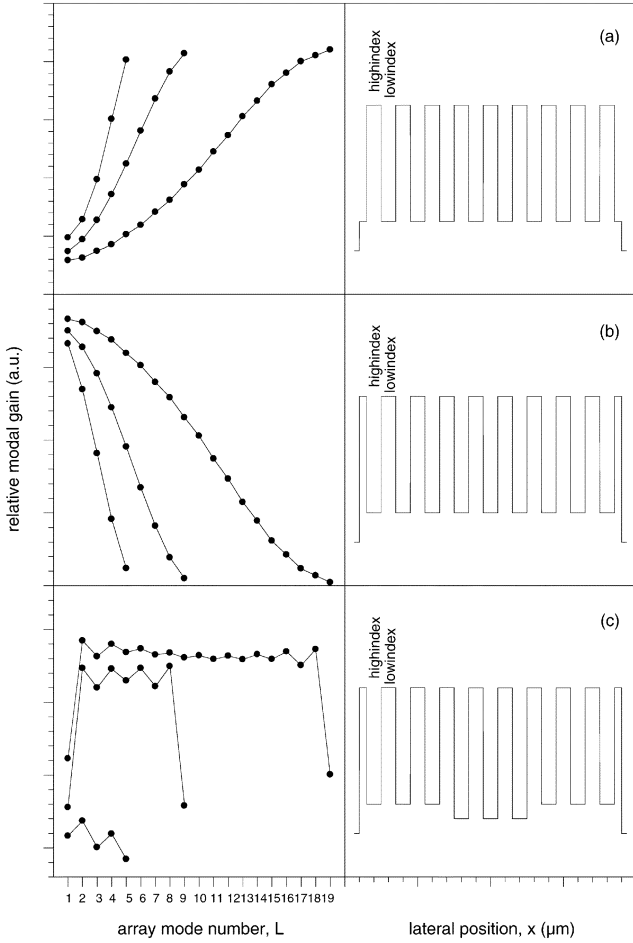 (a)
highindex
lowindex
(b)
highindex
lowindex
relative modal gain (a.u.)
(c)
highindex
lowindex
1 2 3 4 5 6 7 8 9 10 11 12 13 14 15 16 17 18 19
array mode number, L
lateral position, x (μm)